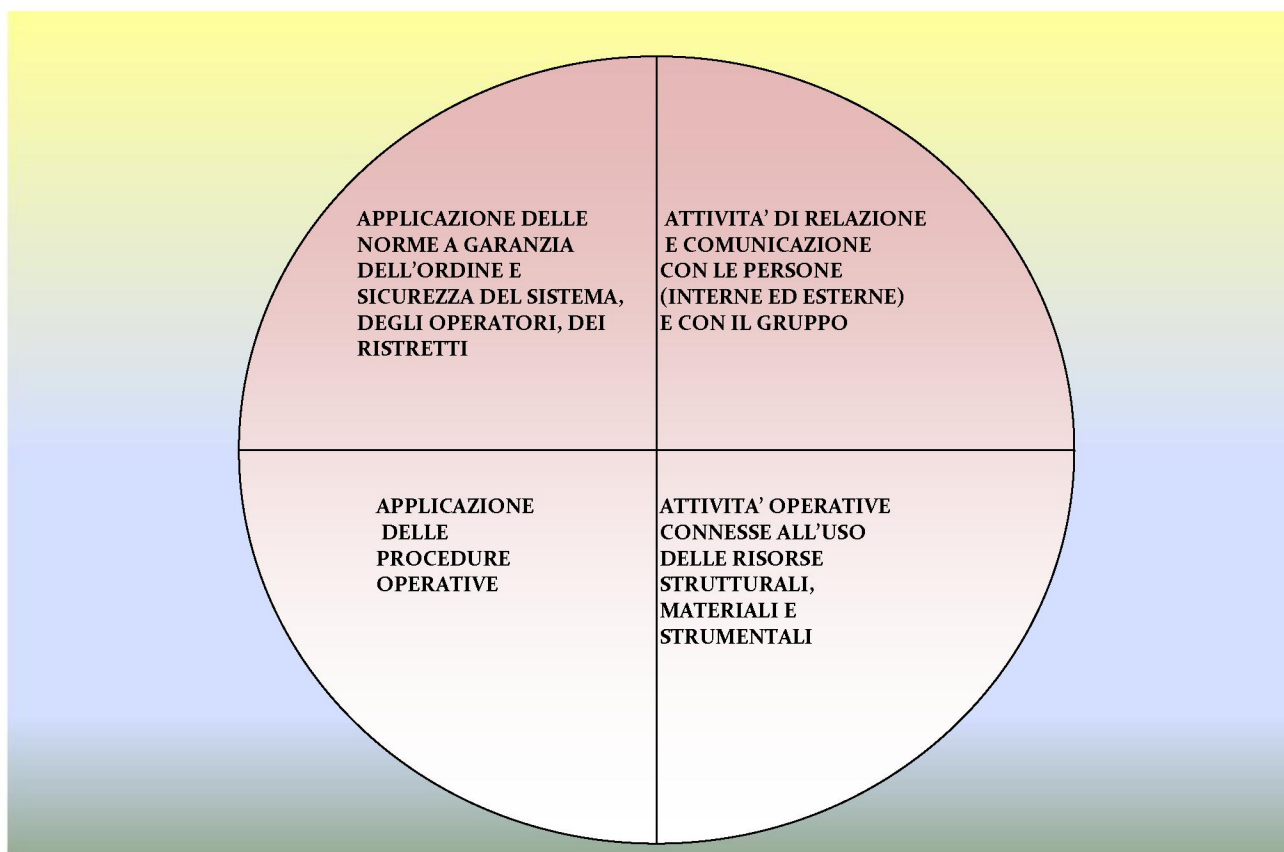 APPLICAZIONE DELLE
NORME A GARANZIA
DELL’ORDINE E
SICUREZZA DEL SISTEMA,
DEGLI OPERATORI, DEI
RISTRETTI
ATTIVITA’ DI RELAZIONE
E COMUNICAZIONE
CON LE PERSONE
(INTERNE ED ESTERNE)
E CON IL GRUPPO
APPLICAZIONE
DELLE
PROCEDURE
OPERATIVE
ATTIVITA’ OPERATIVE
CONNESSE ALL’USO
DELLE RISORSE
STRUTTURALI,
MATERIALI E
STRUMENTALI